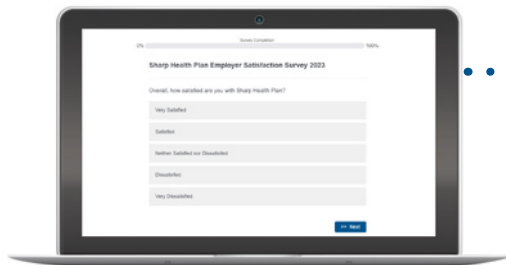 Survey Completion
0% 100%
Sharp Health Plan Employer Satisfaction Survey 2023
Overall, how satisfied are you with Sharp Health Plan?
Very Satisfied
Satisfied
Neither Satisfied nor Dissatisfied
Dissatisfied
Very Dissatisfied
>> Next